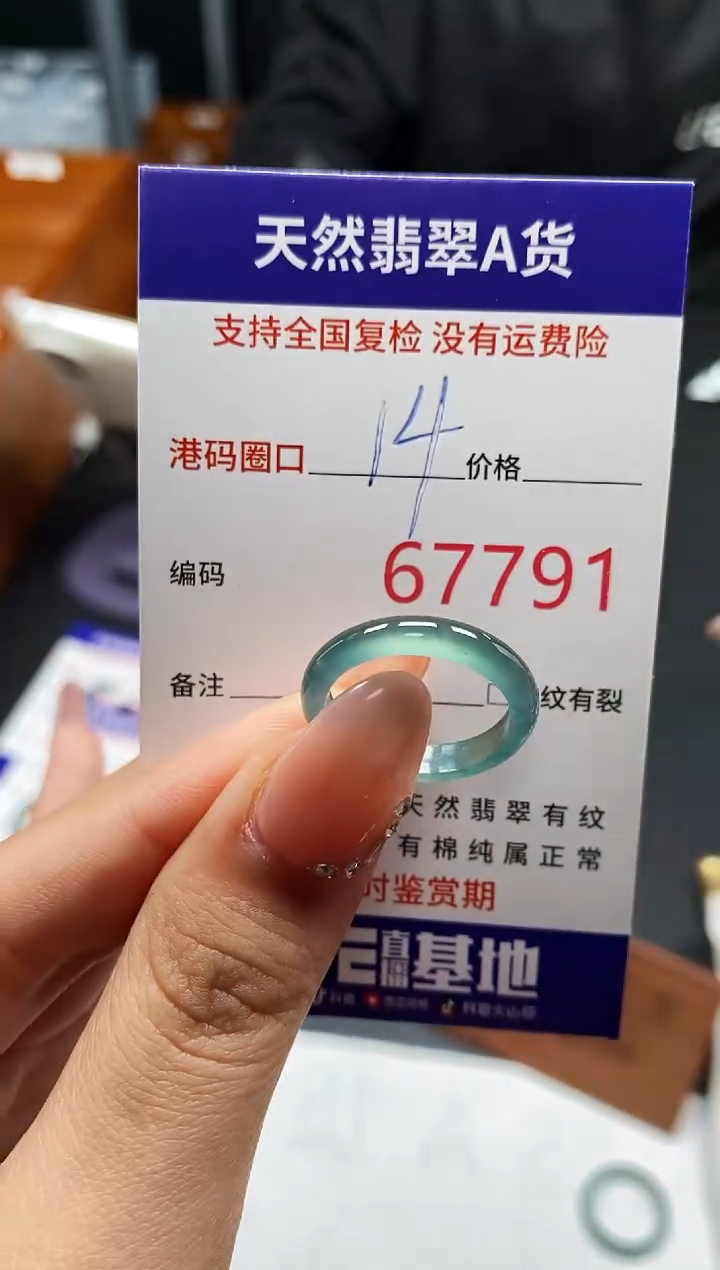 天然翡翠A货
支持全国复检 没有运费险
港码圈口 14 价格
编码 67791
备注 纹有裂
天然翡翠有纹
有棉纯属正常
时鉴赏期
直播基地